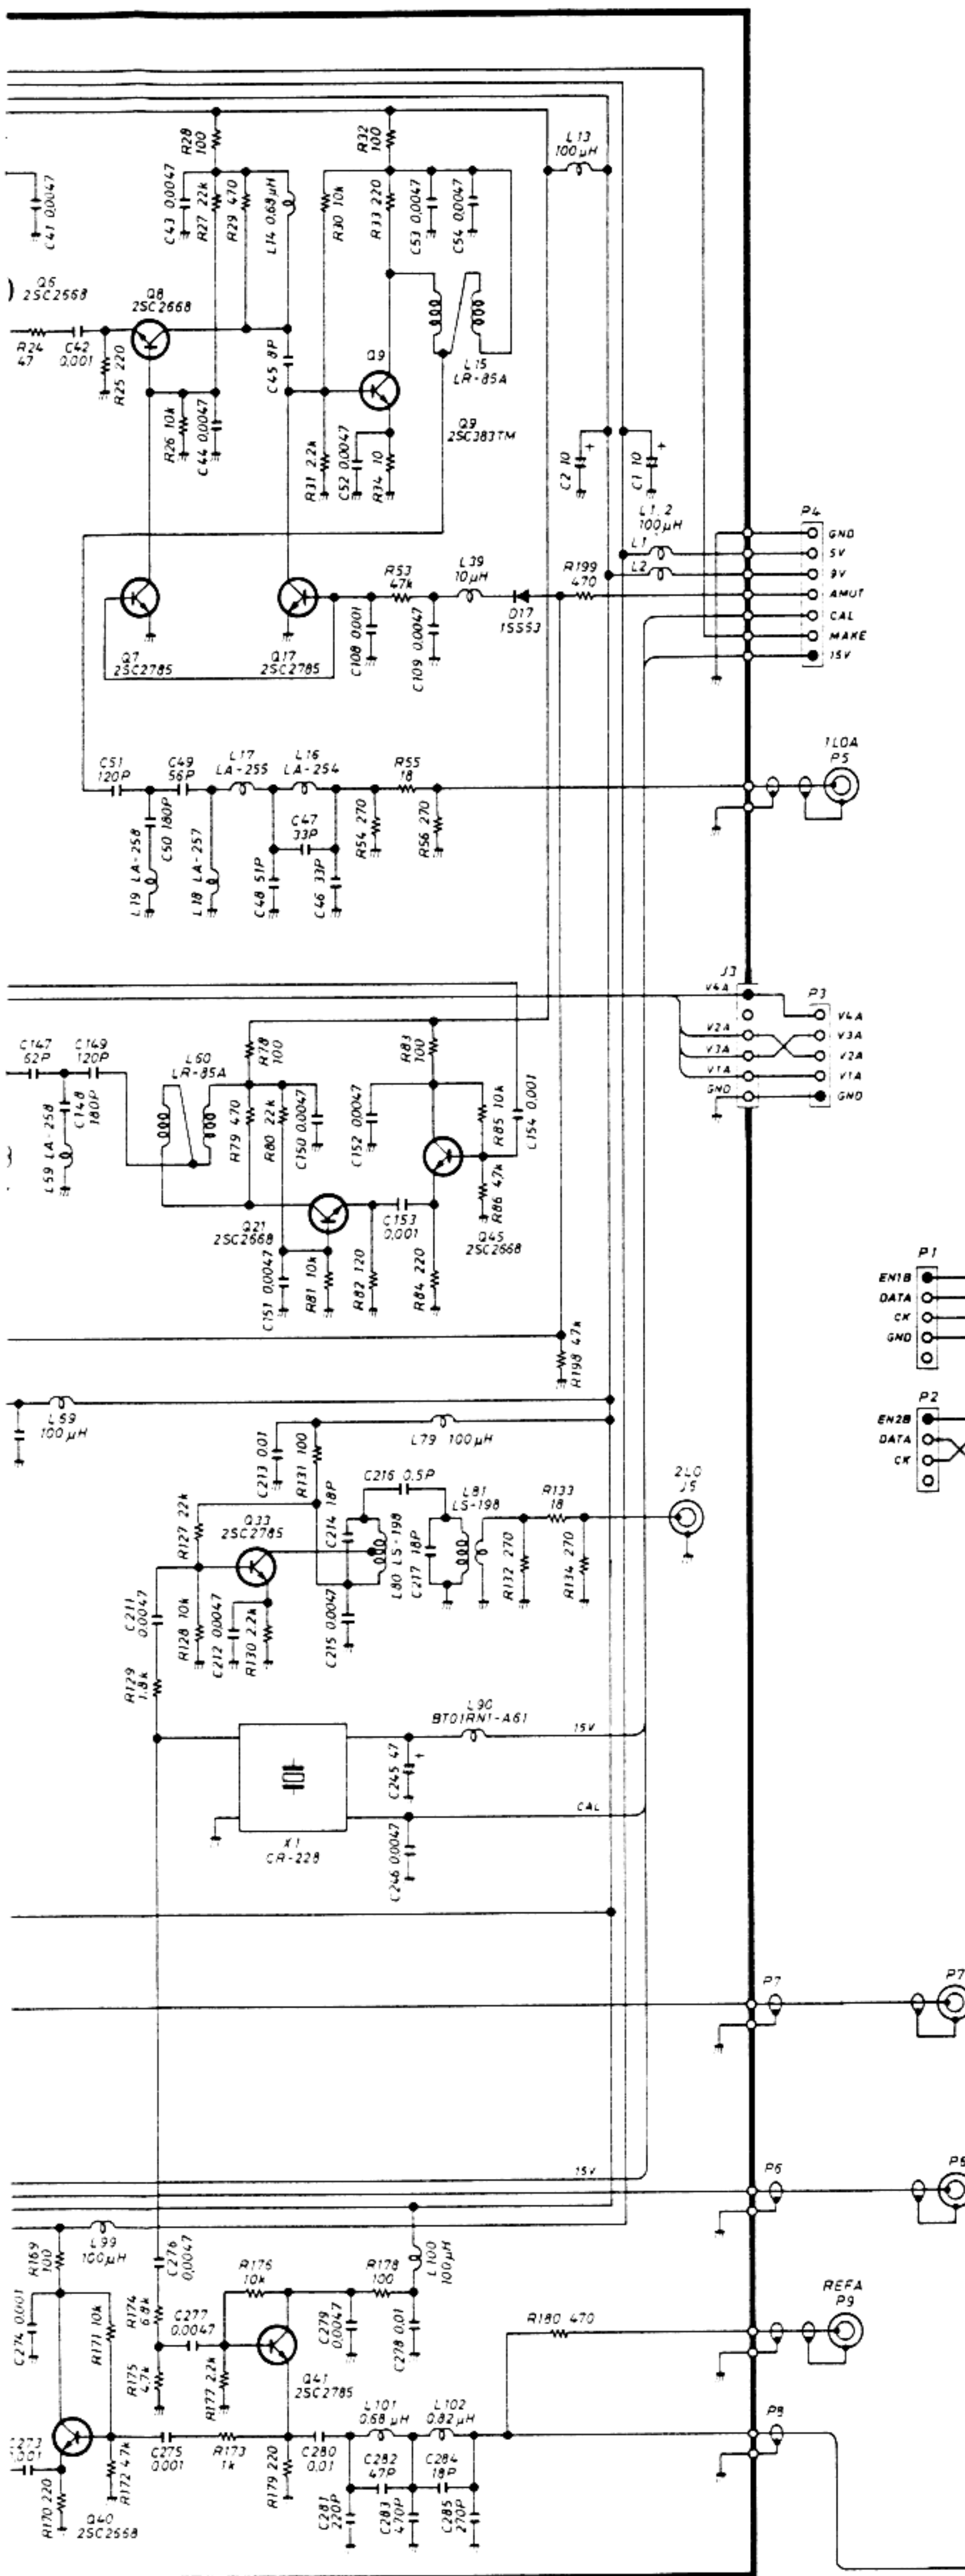 R28
100
R32
100
L13
100μH
C41 0.0047
C43 0.0047
R27 22k
R29 470
L14 0.68μH
R30 10k
R33 220
C53 0.0047
C54 0.0047
)
Q6
2SC2668
Q8
2SC2668
R24
47
C42
0.001
R25 220
C45 8P
Q9
L15
LR-85A
R26 10k
C44 0.0047
R31 2.2k
C52 0.0047
R34 10
Q9
2SC383TM
C2 10
+
C1 10
+
L1,2
100μH
L1
L2
P4
GND
5V
9V
AMUT
CAL
MAKE
15V
R53
47k
L39
10μH
R199
470
D17
1SS53
Q7
2SC2785
Q17
2SC2785
C108 0.001
C109 0.0047
C51
120P
C49
56P
L17
LA-255
L16
LA-254
R55
18
1LOA
P5
L19 LA-258
C50 180P
L18 LA-257
C48 51P
C47
33P
C46 33P
R54 270
R56 270
J3
V4A
V2A
V3A
V1A
GND
P3
V4A
V3A
V2A
V1A
GND
C147
62P
C149
120P
L60
LR-85A
R78
100
R83
100
L59 LA-258
C148
180P
R79 470
R80 22k
C150 0.0047
C152 0.0047
R85 10k
C154 0.001
Q21
2SC2668
C153
0.001
R86 47k
Q45
2SC2668
C151 0.0047
R81 10k
R82 120
R84 220
P1
EN1B
DATA
CK
GND
R198 47k
P2
EN2B
DATA
CK
L69
100μH
L79 100μH
C213 0.01
R131 100
C216 0.5P
L81
LS-198
R133
18
2LO
J5
R127 22k
Q33
2SC2785
C214 18P
L80 LS-198
C217 18P
R132 270
R134 270
C211
0.0047
R128 10k
C212 0.0047
R130 2.2k
C215 0.0047
R129
1.8k
L90
BT01RN1-A61
15V
C245 47
+
CAL
X1
CR-228
C246 0.0047
P7
P7
15V
P6
P6
R169
100
L99
100μH
C276
0.0047
L100
100μH
R176
10k
R178
100
REFA
P9
C274 0.001
R171 10k
R174
6.8k
C277
0.0047
C279
0.0047
C278 0.01
R180 470
R175
4.7k
R177 2.2k
Q41
2SC2785
L101
0.68μH
L102
0.82μH
P8
C273
0.001
C275
0.001
R173
1k
C280
0.01
C282
47P
C284
18P
R170 220
R172 47k
R179 220
C281
220P
C283
470P
C285
270P
Q40
2SC2668